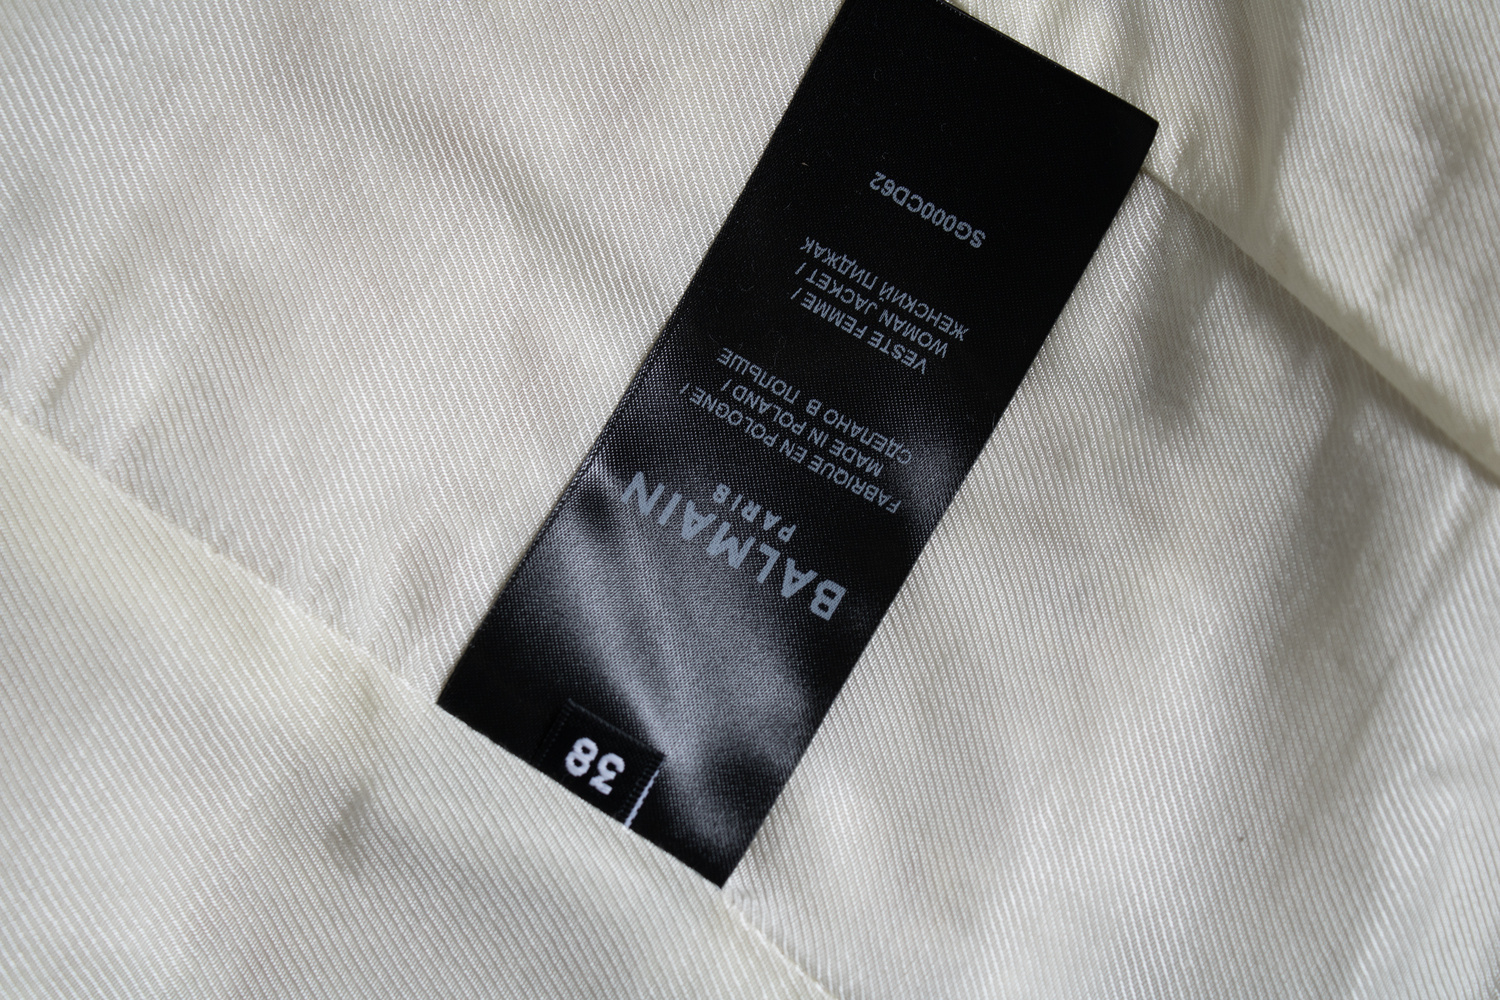 38
BALMAIN
PARIS
FABRIQUE EN POLOGNE /
MADE IN POLAND /
СДЕЛАНО В ПОЛЬШЕ
VESTE FEMME /
WOMAN JACKET /
ЖЕНСКИЙ ПИДЖАК
SG000CD62